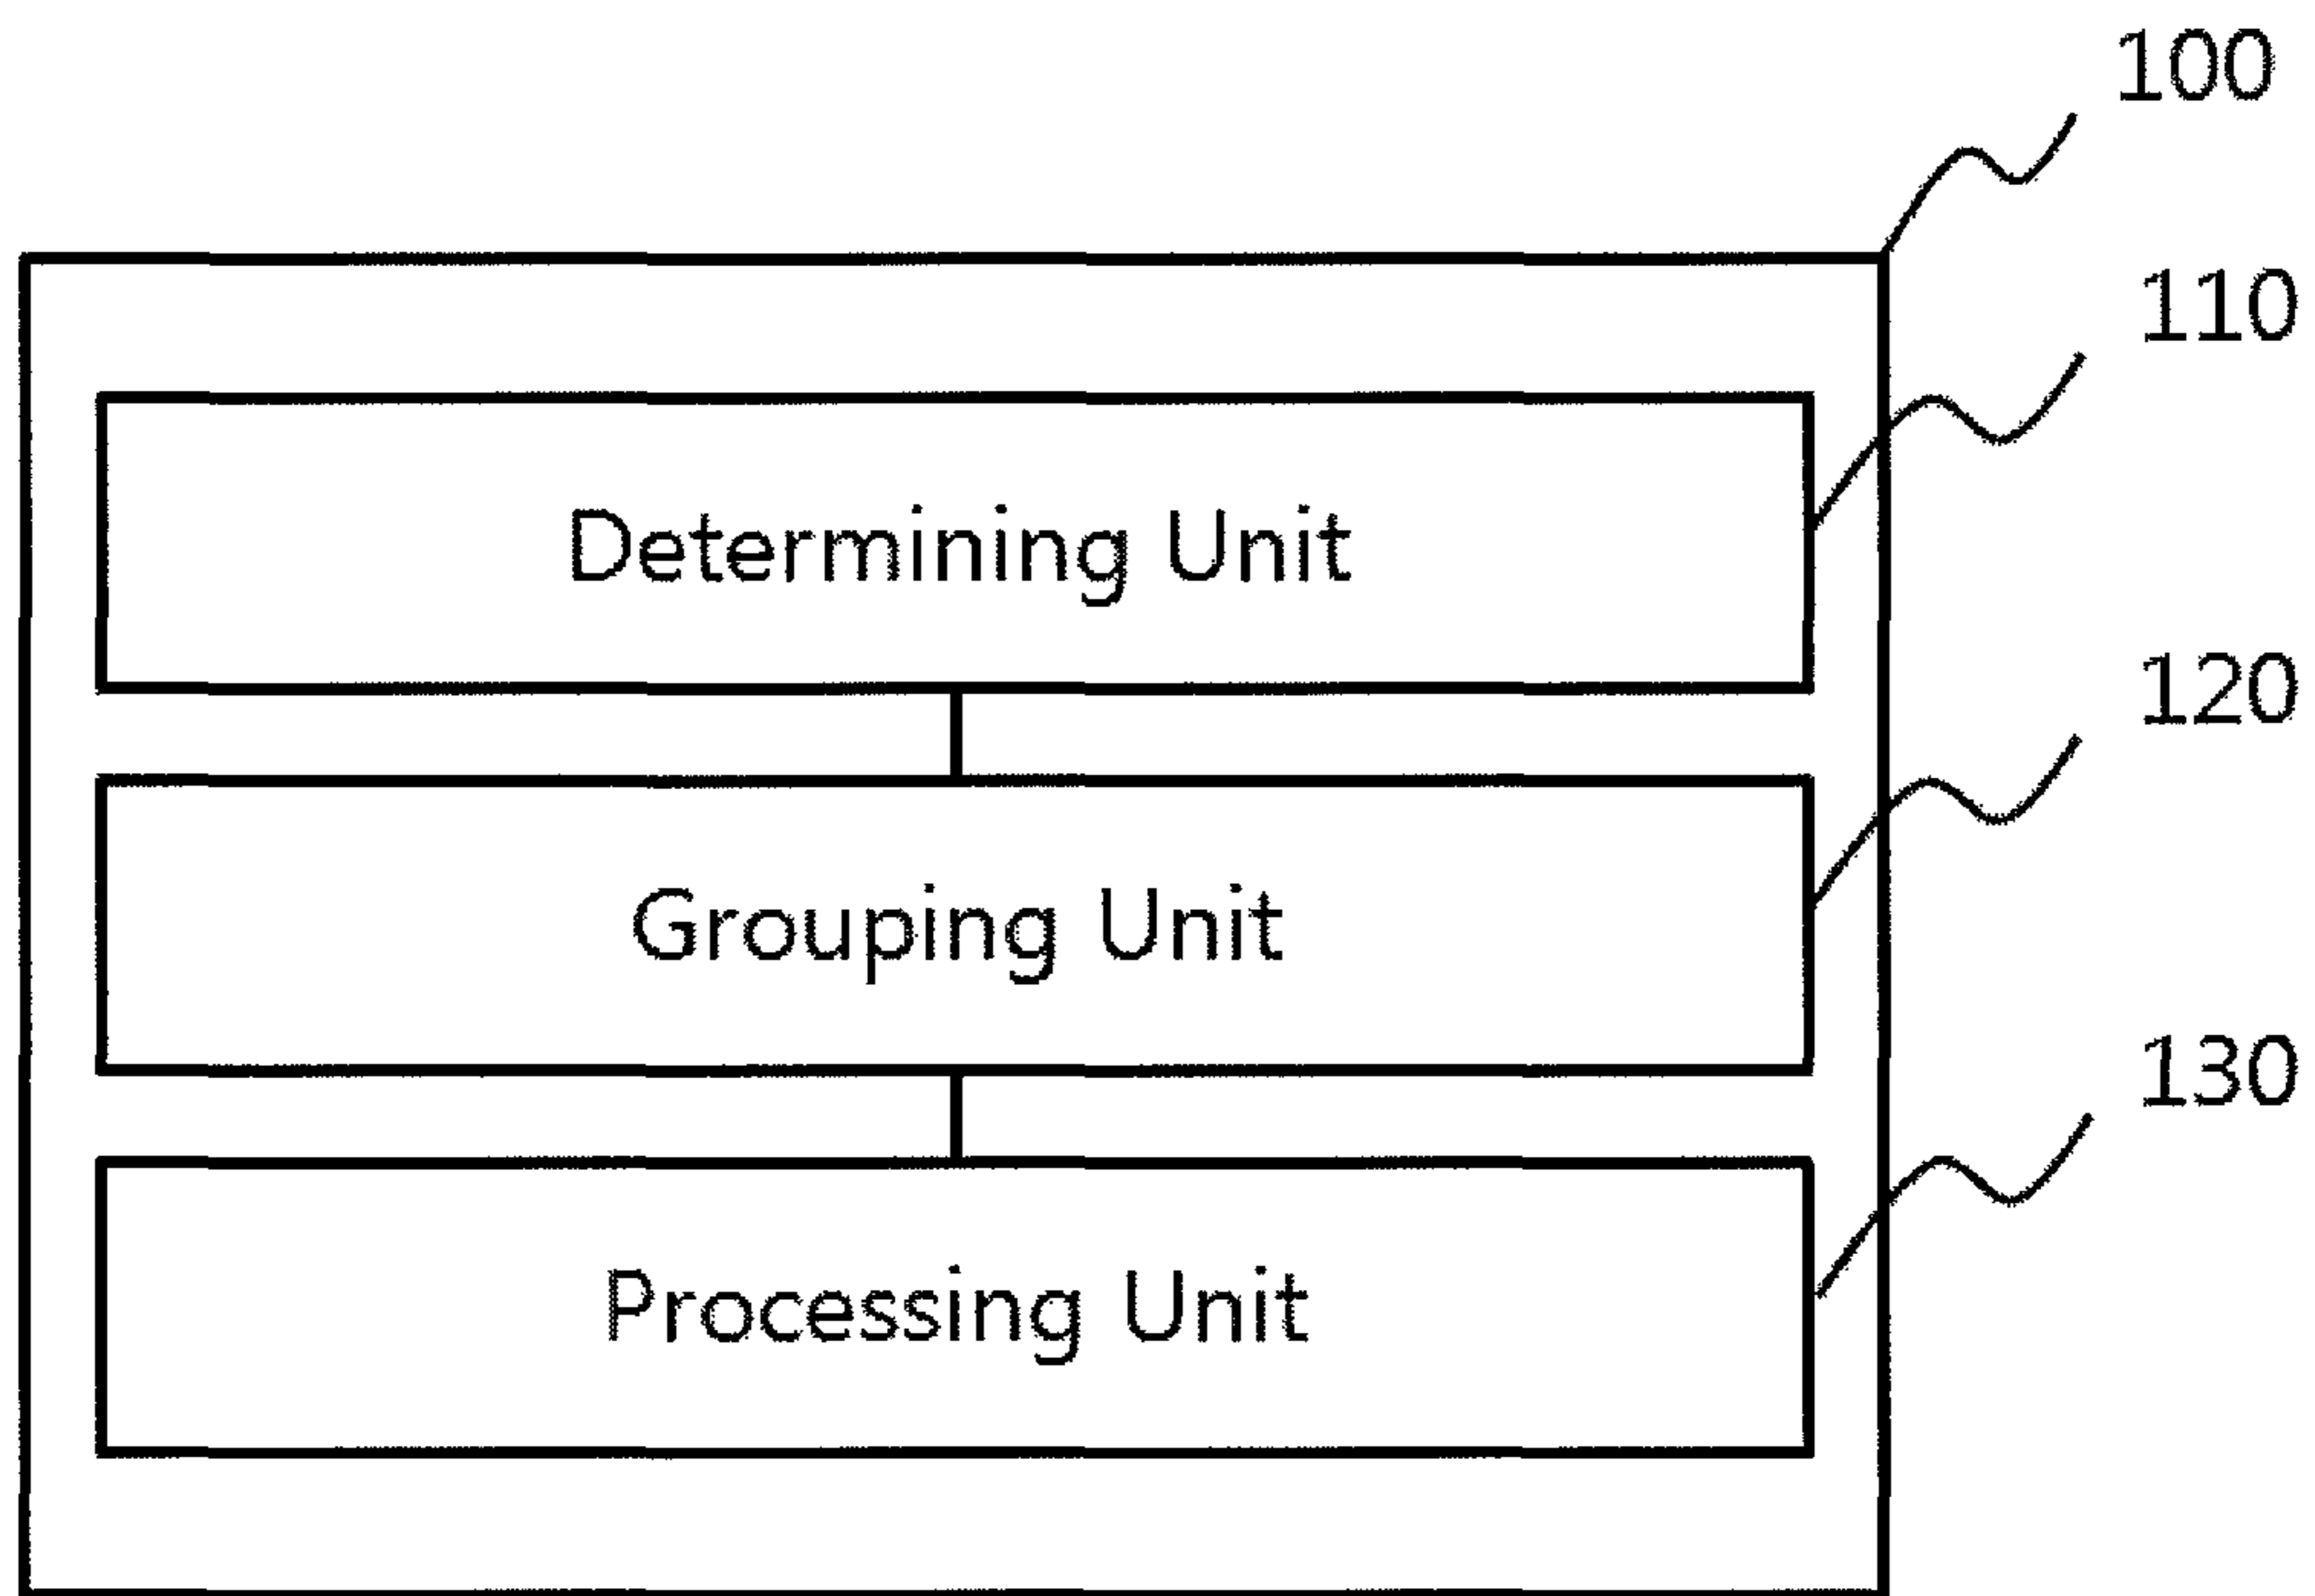 100
110
Determining Unit
120
Grouping Unit
130
Processing Unit